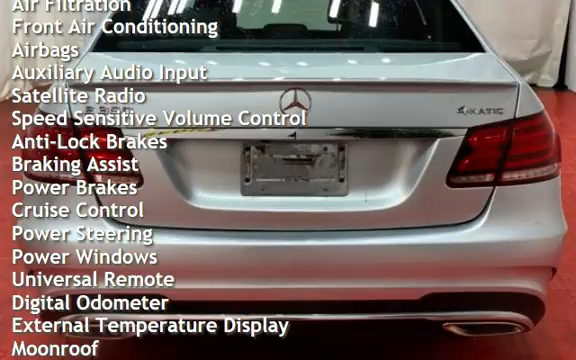 Air Filtration
Front Air Conditioning
Airbags
Auxiliary Audio Input
Satellite Radio
Speed Sensitive Volume Control
Anti-Lock Brakes
Braking Assist
Power Brakes
Cruise Control
Power Steering
Power Windows
Universal Remote
Digital Odometer
External Temperature Display
Moonroof
4MATIC